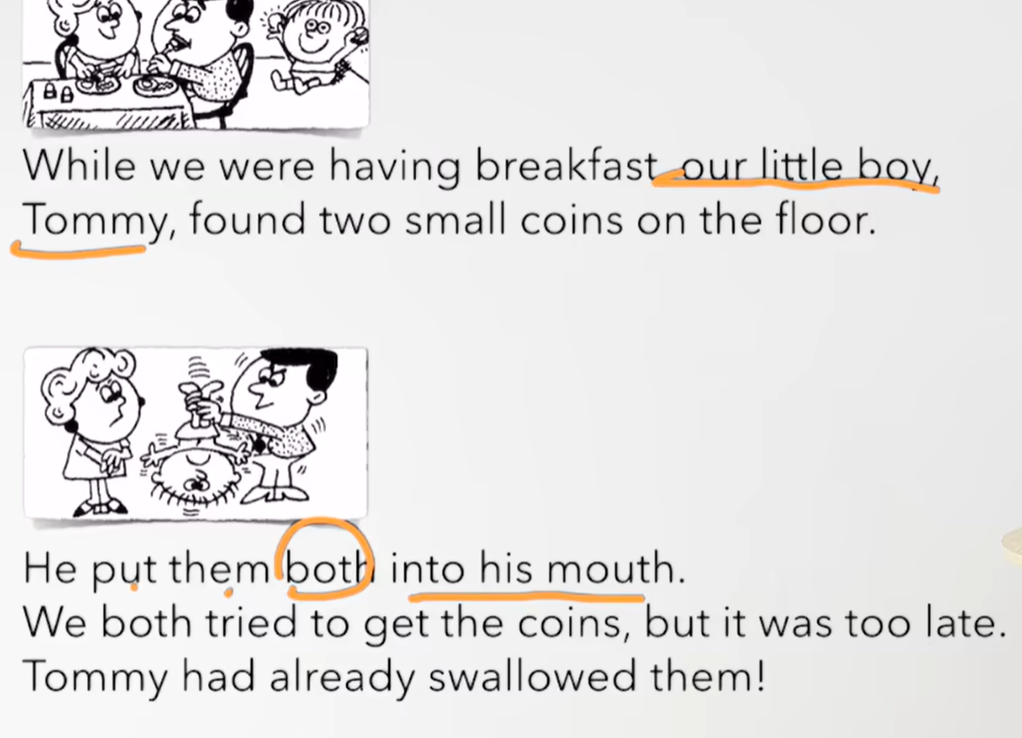 While we were having breakfast our little boy,
Tommy, found two small coins on the floor.
He put them both into his mouth.
We both tried to get the coins, but it was too late.
Tommy had already swallowed them!